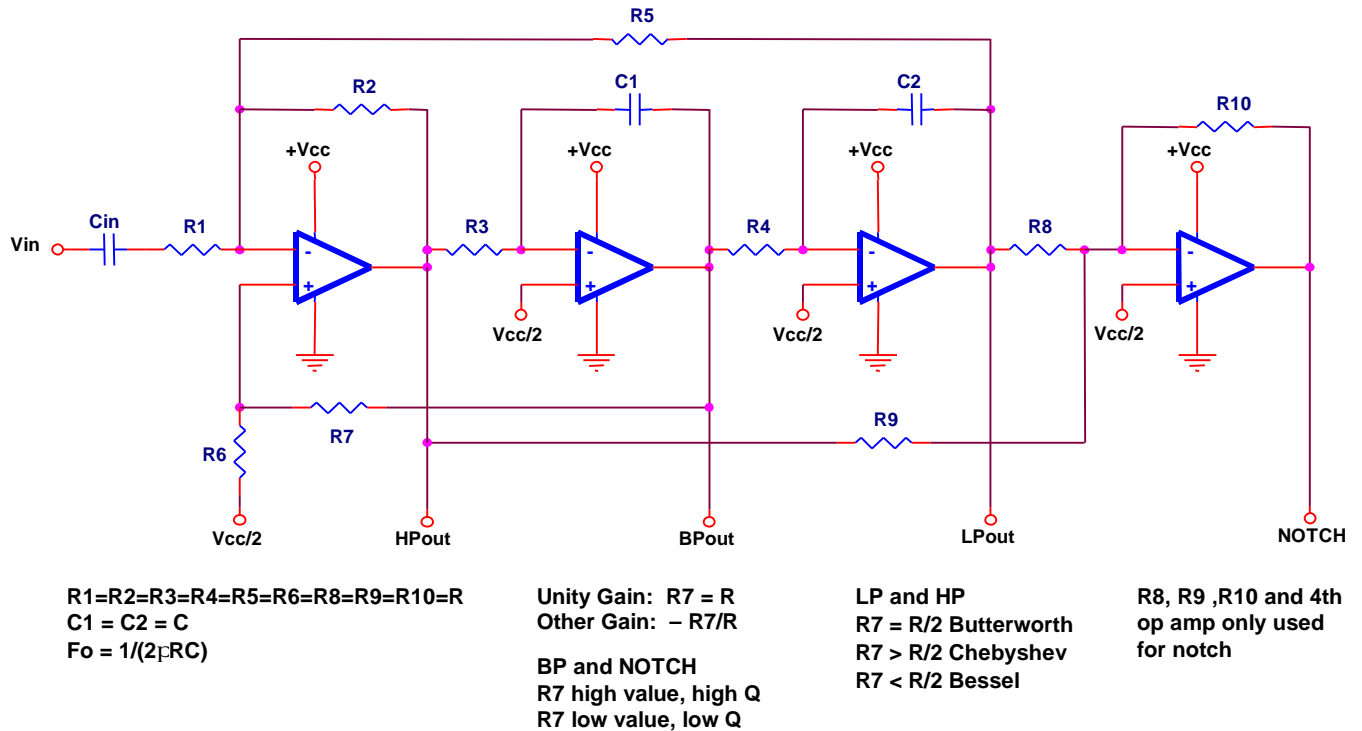 R5
R2
C1
C2
R10
+Vcc
+Vcc
+Vcc
+Vcc
Vin
Cin
R1
R3
R4
R8
-
+
-
+
-
+
-
+
Vcc/2
Vcc/2
Vcc/2
R7
R9
R6
Vcc/2
HPout
BPout
LPout
NOTCH
R1=R2=R3=R4=R5=R6=R8=R9=R10=R
C1 = C2 = C
Fo = 1/(2pRC)
Unity Gain: R7 = R
Other Gain: – R7/R
BP and NOTCH
R7 high value, high Q
R7 low value, low Q
LP and HP
R7 = R/2 Butterworth
R7 > R/2 Chebyshev
R7 < R/2 Bessel
R8, R9 ,R10 and 4th
op amp only used
for notch